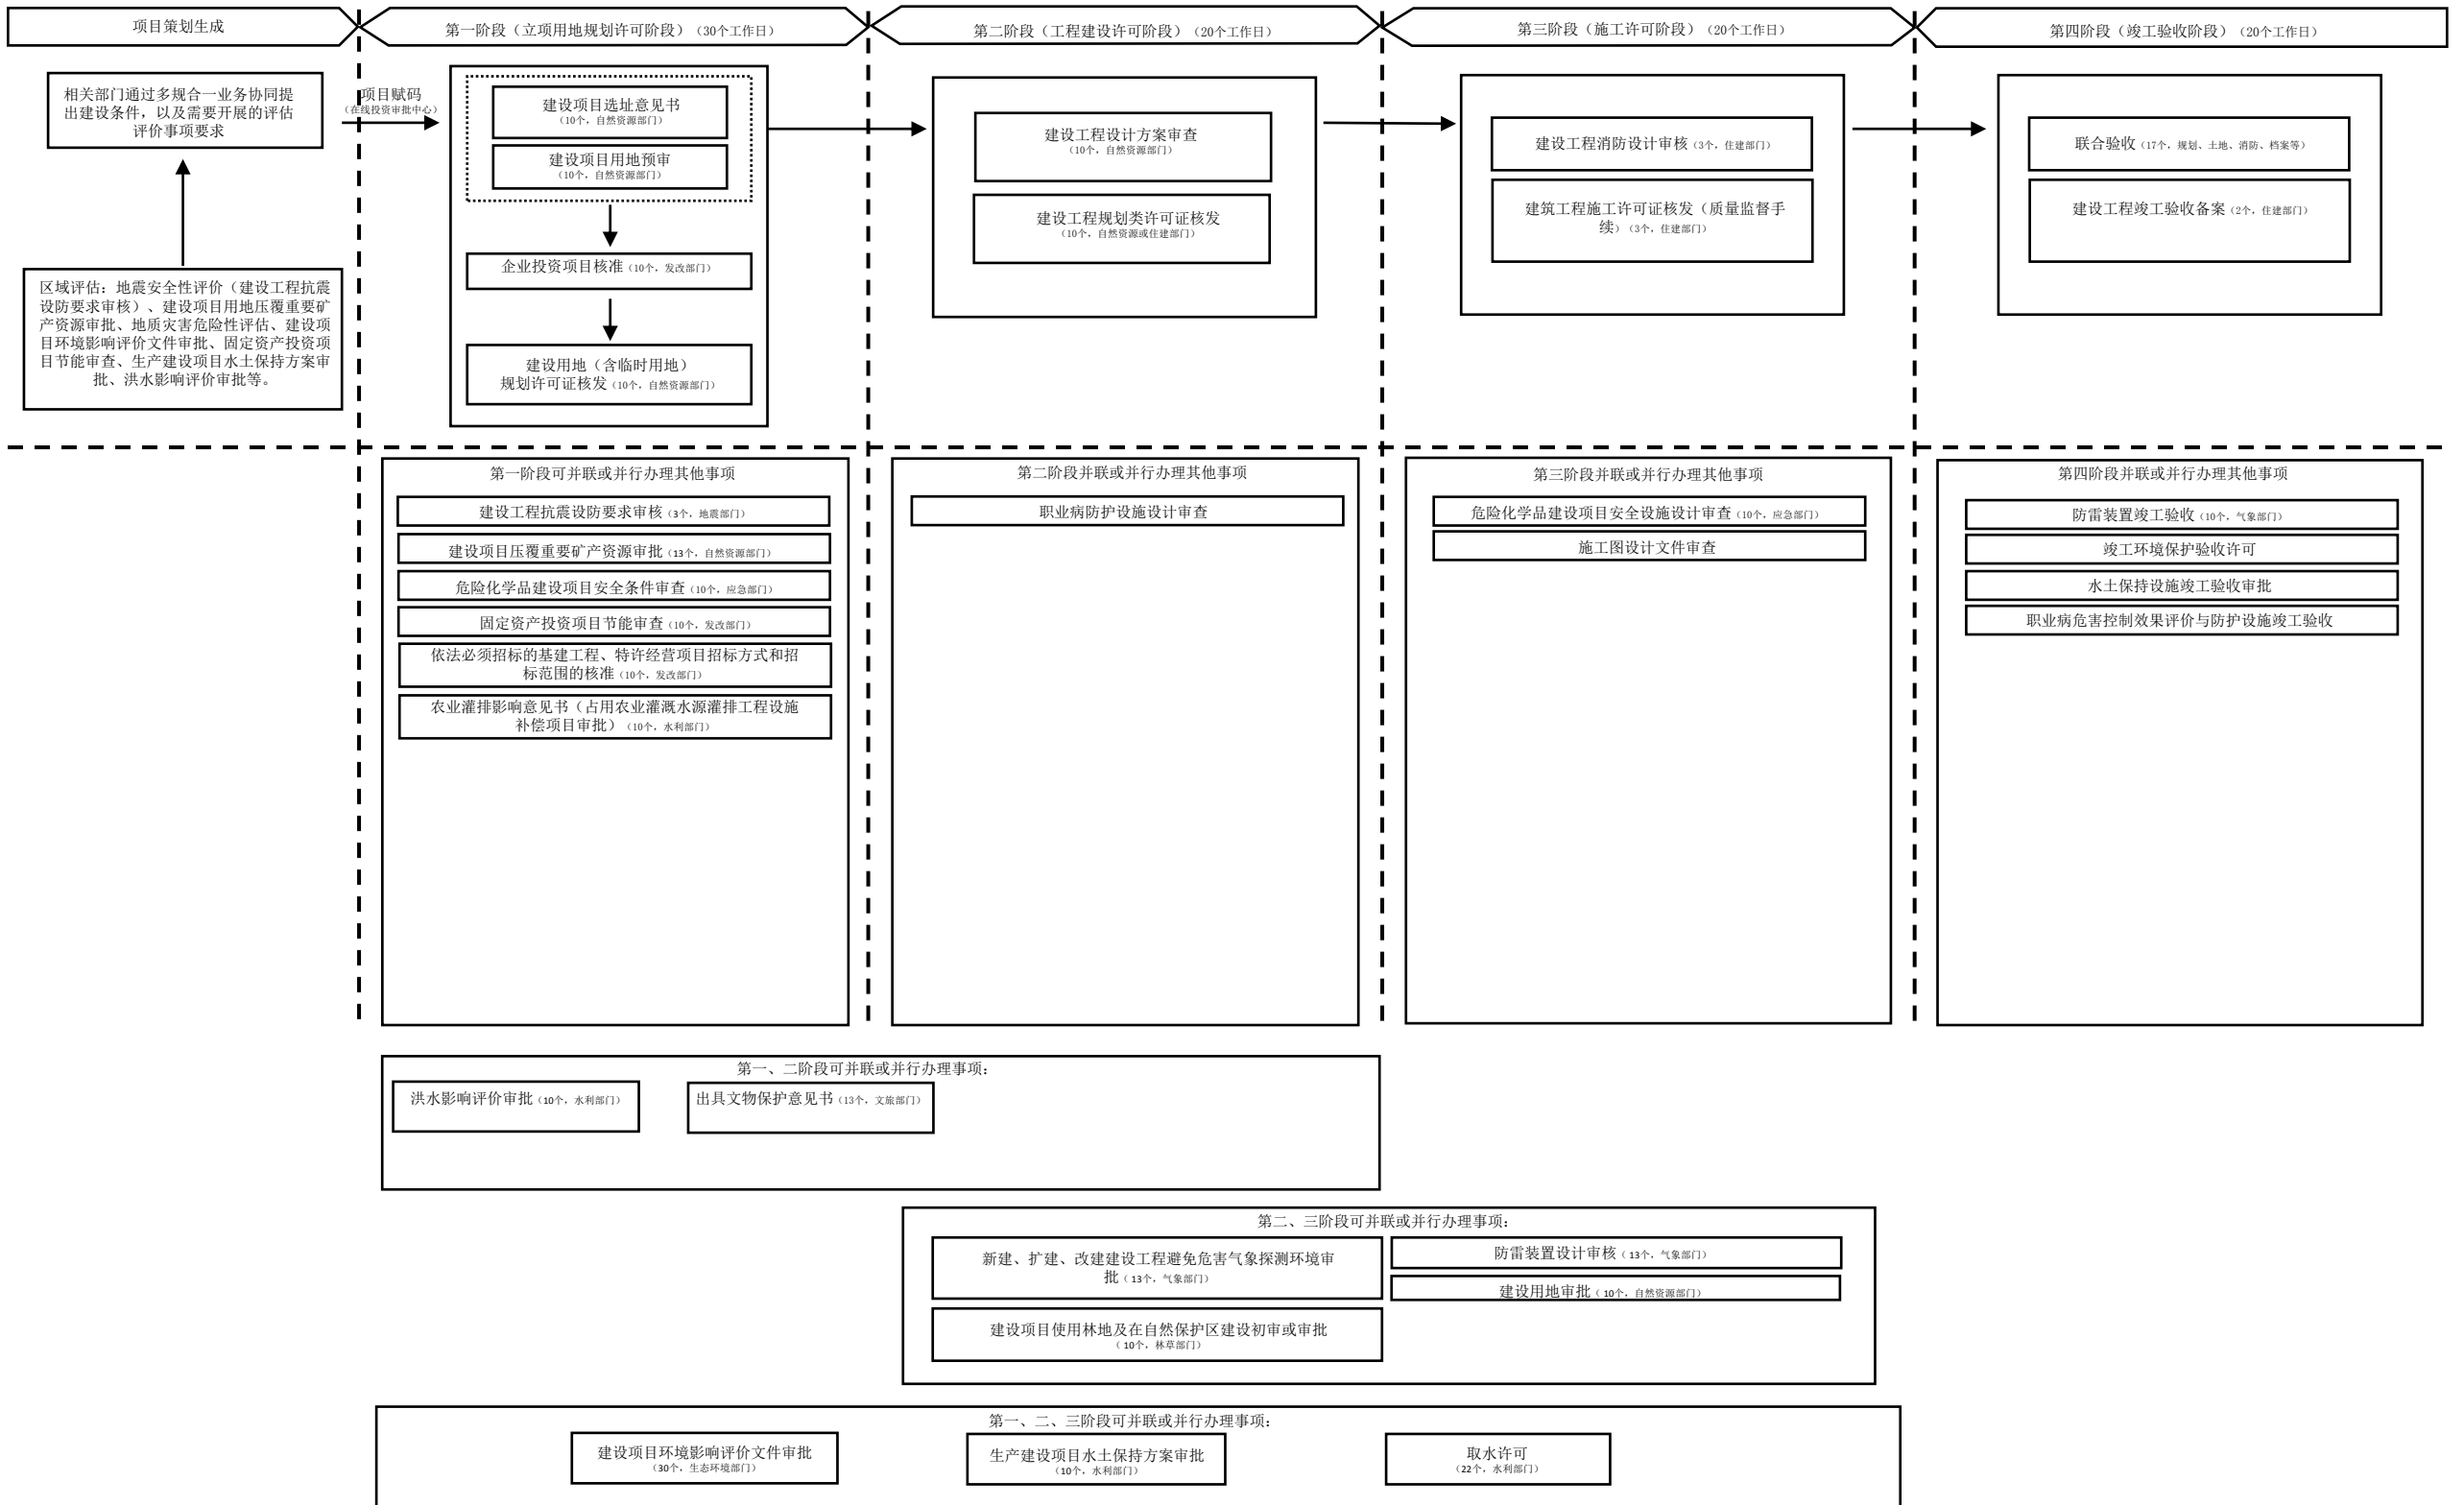 项目策划生成
第一阶段（立项用地规划许可阶段）（30个工作日）
第二阶段（工程建设许可阶段）（20个工作日）
第三阶段（施工许可阶段）（20个工作日）
第四阶段（竣工验收阶段）（20个工作日）
相关部门通过多规合一业务协同提
出建设条件，以及需要开展的评估
评价事项要求
项目赋码
（在线投资审批中心）
区域评估：地震安全性评价（建设工程抗震
设防要求审核）、建设项目用地压覆重要矿
产资源审批、地质灾害危险性评估、建设项
目环境影响评价文件审批、固定资产投资项
目节能审查、生产建设项目水土保持方案审
批、洪水影响评价审批等。
建设项目选址意见书
（10个，自然资源部门）
建设项目用地预审
（10个，自然资源部门）
企业投资项目核准（10个，发改部门）
建设用地（含临时用地）
规划许可证核发（10个，自然资源部门）
建设工程设计方案审查
（10个，自然资源部门）
建设工程规划类许可证核发
（10个，自然资源或住建部门）
建设工程消防设计审核（3个，住建部门）
建筑工程施工许可证核发（质量监督手
续）（3个，住建部门）
联合验收（17个，规划、土地、消防、档案等）
建设工程竣工验收备案（2个，住建部门）
第一阶段可并联或并行办理其他事项
建设工程抗震设防要求审核（3个，地震部门）
建设项目压覆重要矿产资源审批（13个，自然资源部门）
危险化学品建设项目安全条件审查（10个，应急部门）
固定资产投资项目节能审查（10个，发改部门）
依法必须招标的基建工程、特许经营项目招标方式和招
标范围的核准（10个，发改部门）
农业灌排影响意见书（占用农业灌溉水源灌排工程设施
补偿项目审批）（10个，水利部门）
第二阶段并联或并行办理其他事项
职业病防护设施设计审查
第三阶段并联或并行办理其他事项
危险化学品建设项目安全设施设计审查（10个，应急部门）
施工图设计文件审查
第四阶段并联或并行办理其他事项
防雷装置竣工验收（10个，气象部门）
竣工环境保护验收许可
水土保持设施竣工验收审批
职业病危害控制效果评价与防护设施竣工验收
第一、二阶段可并联或并行办理事项：
洪水影响评价审批（10个，水利部门）
出具文物保护意见书（13个，文旅部门）
第二、三阶段可并联或并行办理事项：
新建、扩建、改建建设工程避免危害气象探测环境审
批（ 13个，气象部门）
防雷装置设计审核（ 13个，气象部门）
建设用地审批（ 10个，自然资源部门）
建设项目使用林地及在自然保护区建设初审或审批
（ 10个，林草部门）
第一、二、三阶段可并联或并行办理事项：
建设项目环境影响评价文件审批
（30个，生态环境部门）
生产建设项目水土保持方案审批
（10个，水利部门）
取水许可
（22个，水利部门）